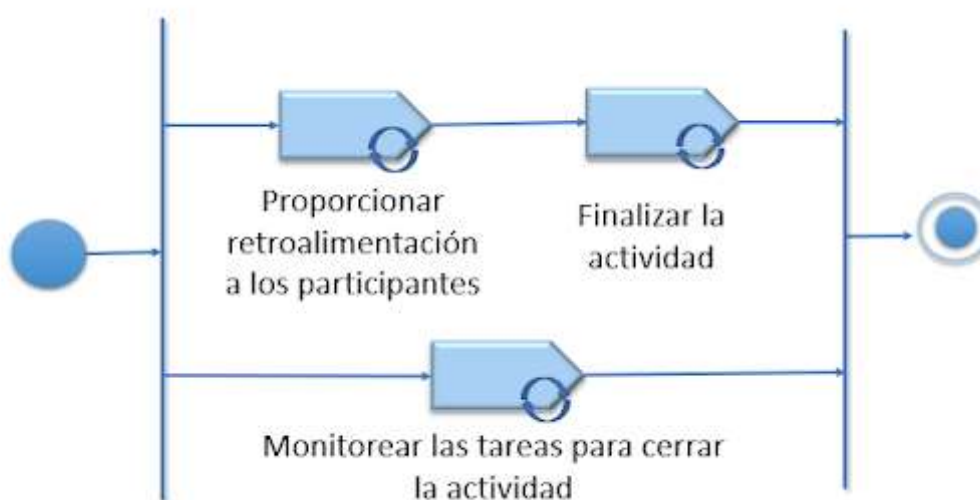 Proporcionar
retroalimentación
a los participantes
Finalizar la
actividad
Monitorear las tareas para cerrar
la actividad